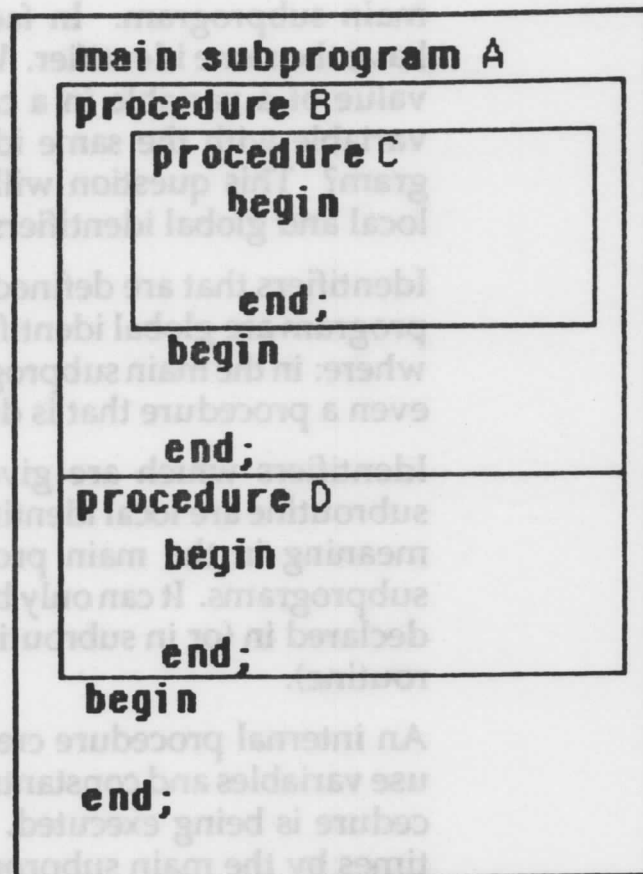 main subprogram A
procedure B
procedure C
begin
end;
begin
end;
procedure D
begin
end;
begin
end;